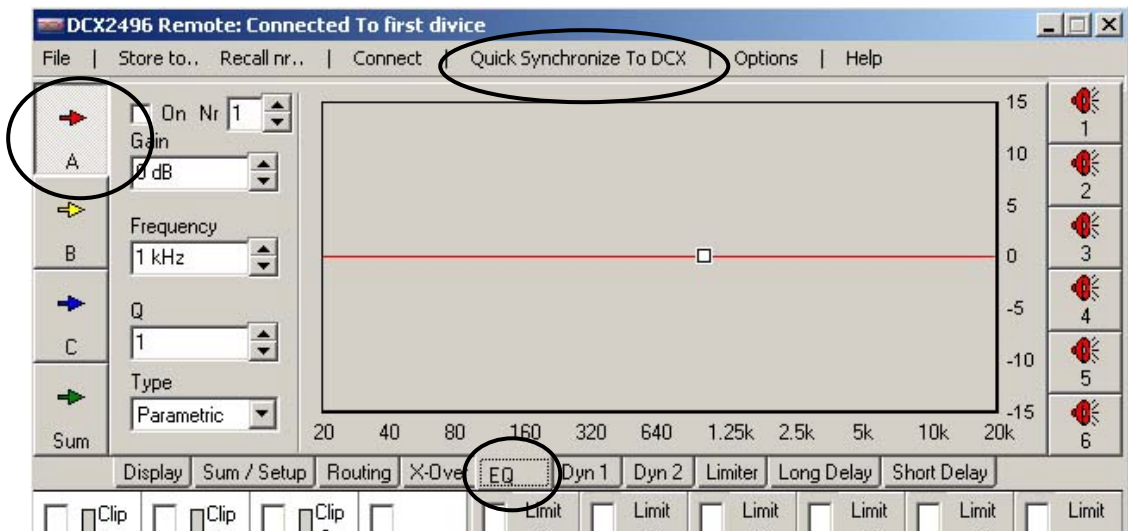 DCX2496 Remote: Connected To first divice
File | Store to.. Recall nr.. | Connect | Quick Synchronize To DCX | Options | Help
A
B
C
Sum
On Nr 1
Gain
0 dB
Frequency
1 kHz
Q
1
Type
Parametric
15
10
5
0
-5
-10
-15
20 40 80 160 320 640 1.25k 2.5k 5k 10k 20k
1
2
3
4
5
6
Display Sum / Setup Routing X-Over EQ Dyn 1 Dyn 2 Limiter Long Delay Short Delay
Clip Clip Clip Limit Limit Limit Limit Limit Limit